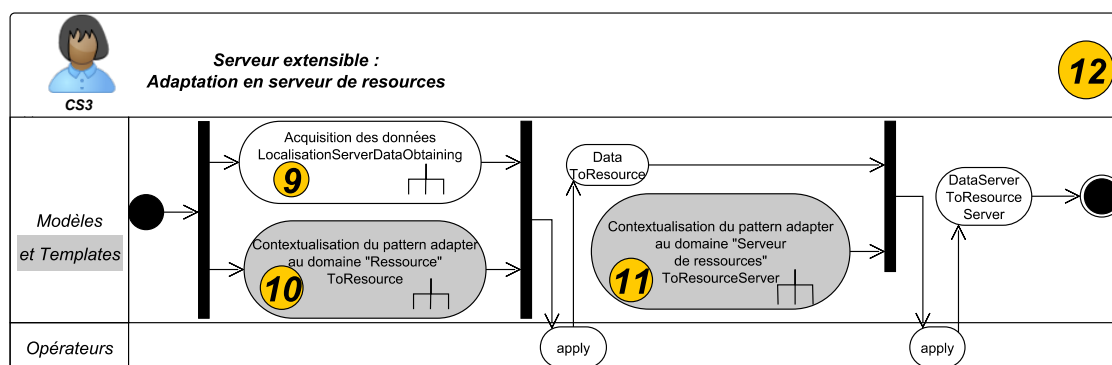 Serveur extensible :
Adaptation en serveur de resources
12
CS3
Modèles
et Templates
Acquisition des données
LocalisationServerDataObtaining
9
Contextualisation du pattern adapter
au domaine "Ressource"
ToResource
10
Data
ToResource
Contextualisation du pattern adapter
au domaine "Serveur
de ressources"
ToResourceServer
11
DataServer
ToResource
Server
Opérateurs
apply
apply